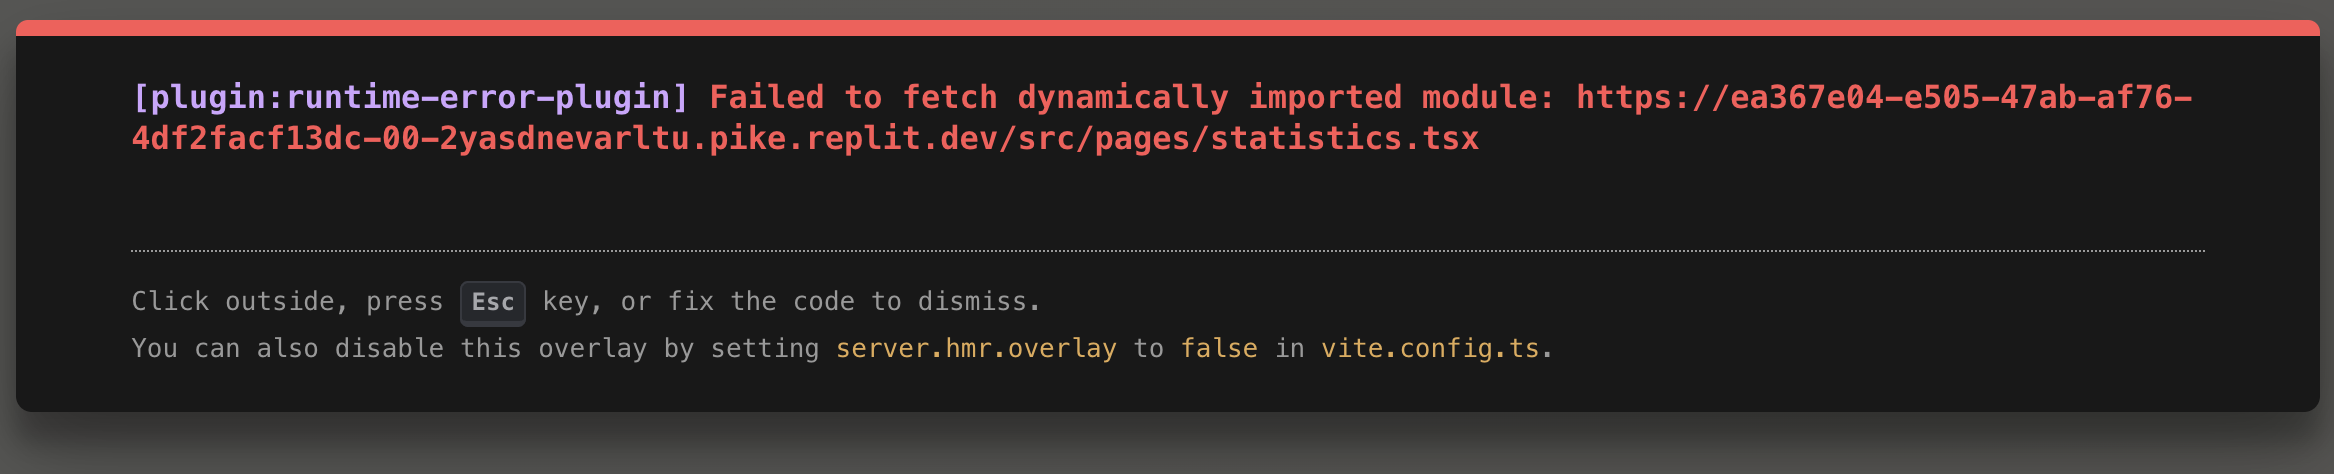 [plugin:runtime-error-plugin] Failed to fetch dynamically imported module: https://ea367e04-e505-47ab-af76-
4df2facf13dc-00-2yasdnevarltu.pike.replit.dev/src/pages/statistics.tsx
Click outside, press Esc key, or fix the code to dismiss.
You can also disable this overlay by setting server.hmr.overlay to false in vite.config.ts.